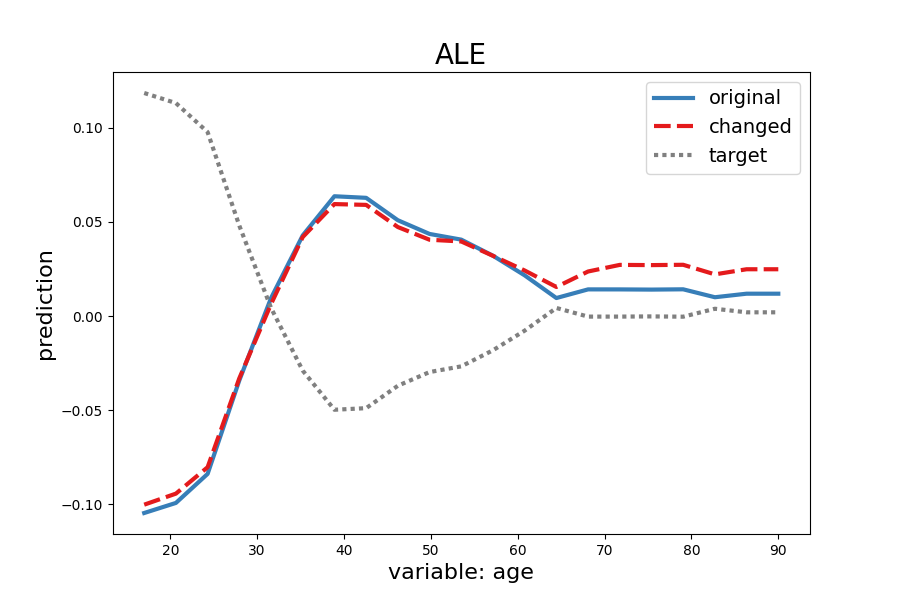 ALE
original
changed
target
prediction
0.10
0.05
0.00
−0.05
−0.10
20 30 40 50 60 70 80 90
variable: age